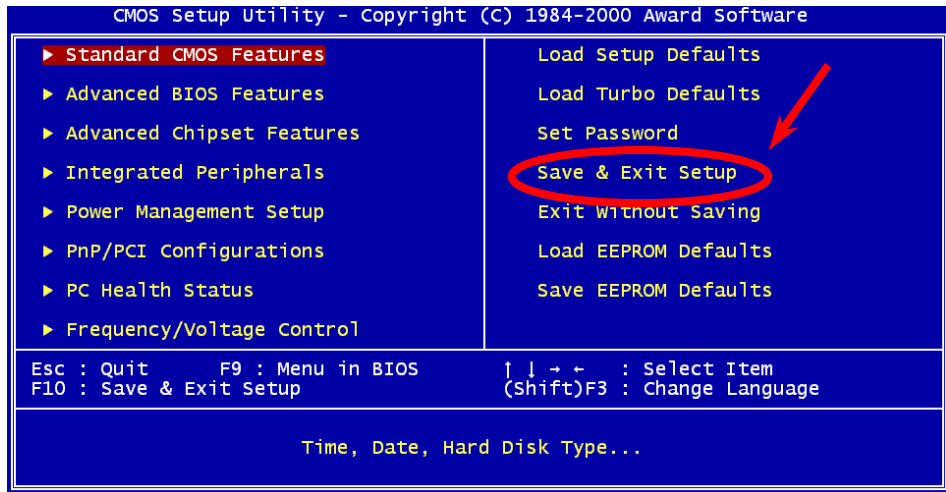 CMOS Setup Utility - Copyright (C) 1984-2000 Award Software
▶ Standard CMOS Features
▶ Advanced BIOS Features
▶ Advanced Chipset Features
▶ Integrated Peripherals
▶ Power Management Setup
▶ PnP/PCI Configurations
▶ PC Health Status
▶ Frequency/Voltage Control
Load Setup Defaults
Load Turbo Defaults
Set Password
Save & Exit Setup
Exit Without Saving
Load EEPROM Defaults
Save EEPROM Defaults
Esc : Quit F9 : Menu in BIOS ↑ ↓ → ← : Select Item
F10 : Save & Exit Setup (Shift)F3 : Change Language
Time, Date, Hard Disk Type...